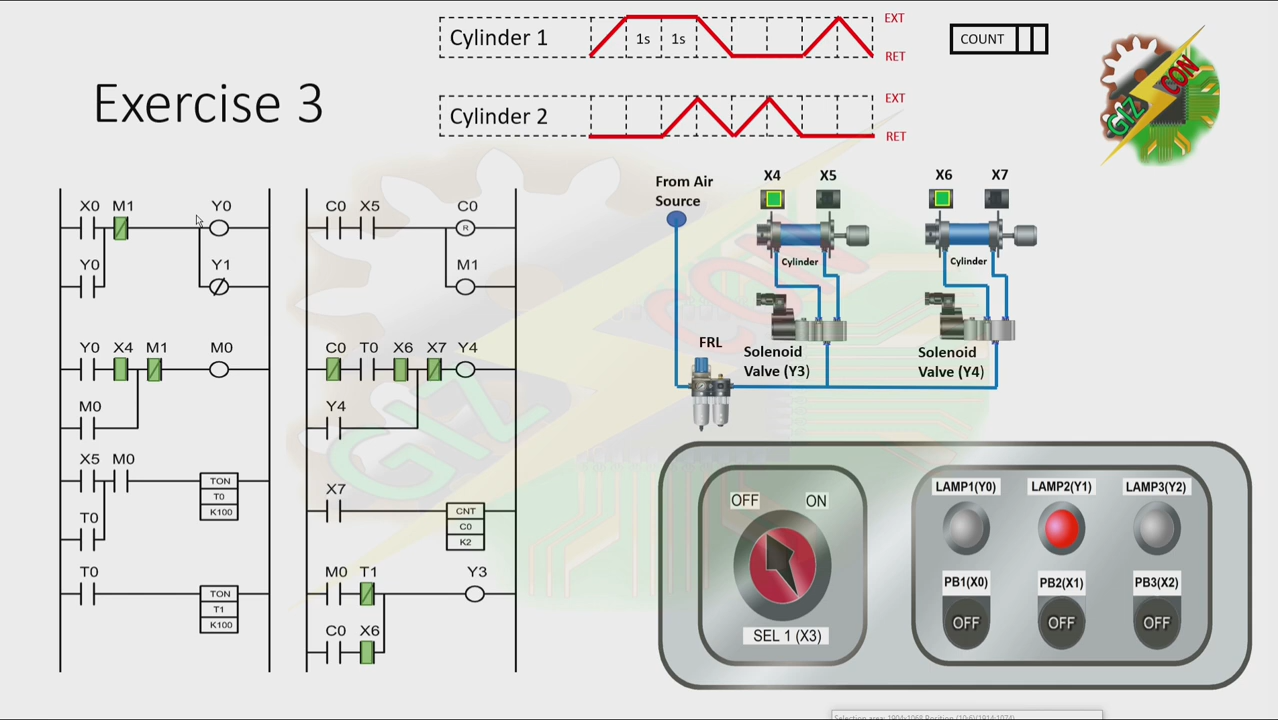 Exercise 3
Cylinder 1
1s 1s
EXT
RET
Cylinder 2
EXT
RET
COUNT
GIZ CON
X0 M1 Y0
Y0 Y1
Y0 X4 M1 M0
M0
X5 M0
TON
T0
K100
T0
T0
TON
T1
K100
C0 X5 C0
R
M1
C0 T0 X6 X7 Y4
Y4
X7
CNT
C0
K2
M0 T1 Y3
C0 X6
From Air
Source
X4 X5
X6 X7
Cylinder
Cylinder
FRL
Solenoid
Valve (Y3)
Solenoid
Valve (Y4)
OFF ON
SEL 1 (X3)
LAMP1(Y0) LAMP2(Y1) LAMP3(Y2)
PB1(X0) PB2(X1) PB3(X2)
OFF OFF OFF